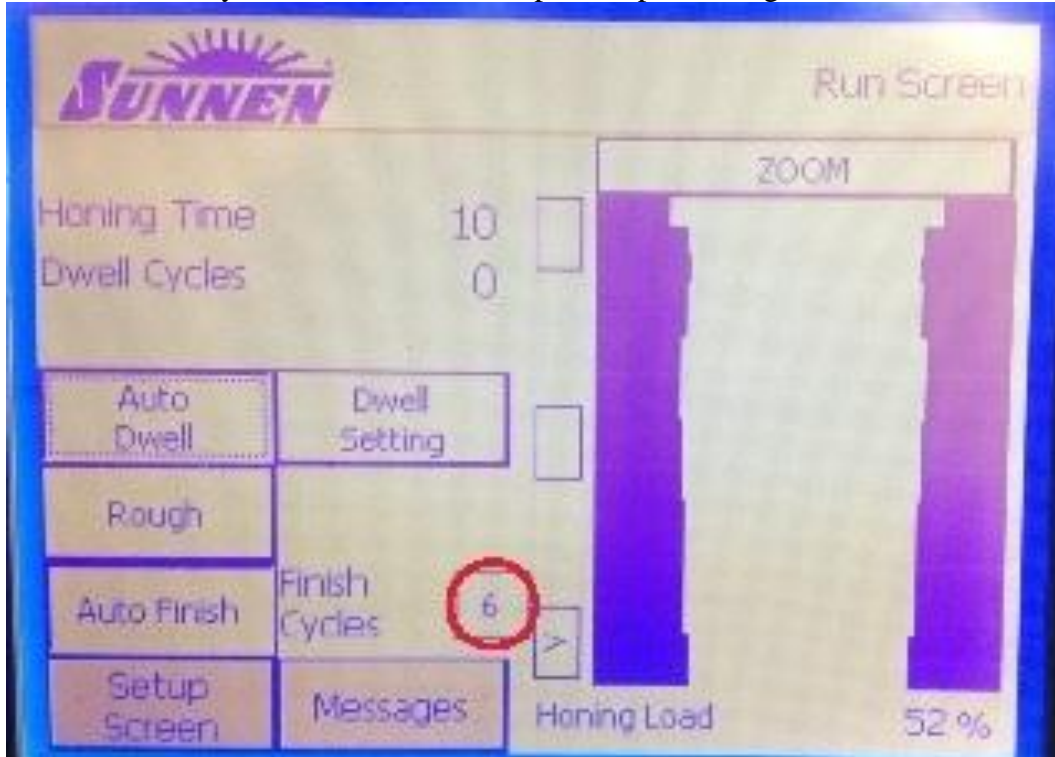 SUNNEN
Run Screen
ZOOM
Honing Time 10
Dwell Cycles 0
Auto Dwell
Dwell Setting
Rough
Auto Finish
Finish Cycles 6
>
Setup Screen
Messages
Honing Load 52 %